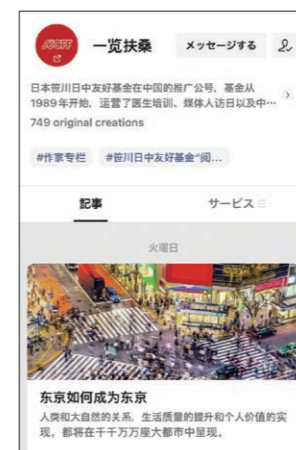 SJCFF
一览扶桑
メッセージする
日本笹川日中友好基金在中国的推广公号，基金从
1989年开始，运营了医生培训、媒体人访日以及中…
749 original creations
#作家专栏 #笹川日中友好基金“阅…
記事 サービス
火曜日
东京如何成为东京
人类和大自然的关系，生活质量的提升和个人价值的实
现，都将在千千万万座大都市中呈现。